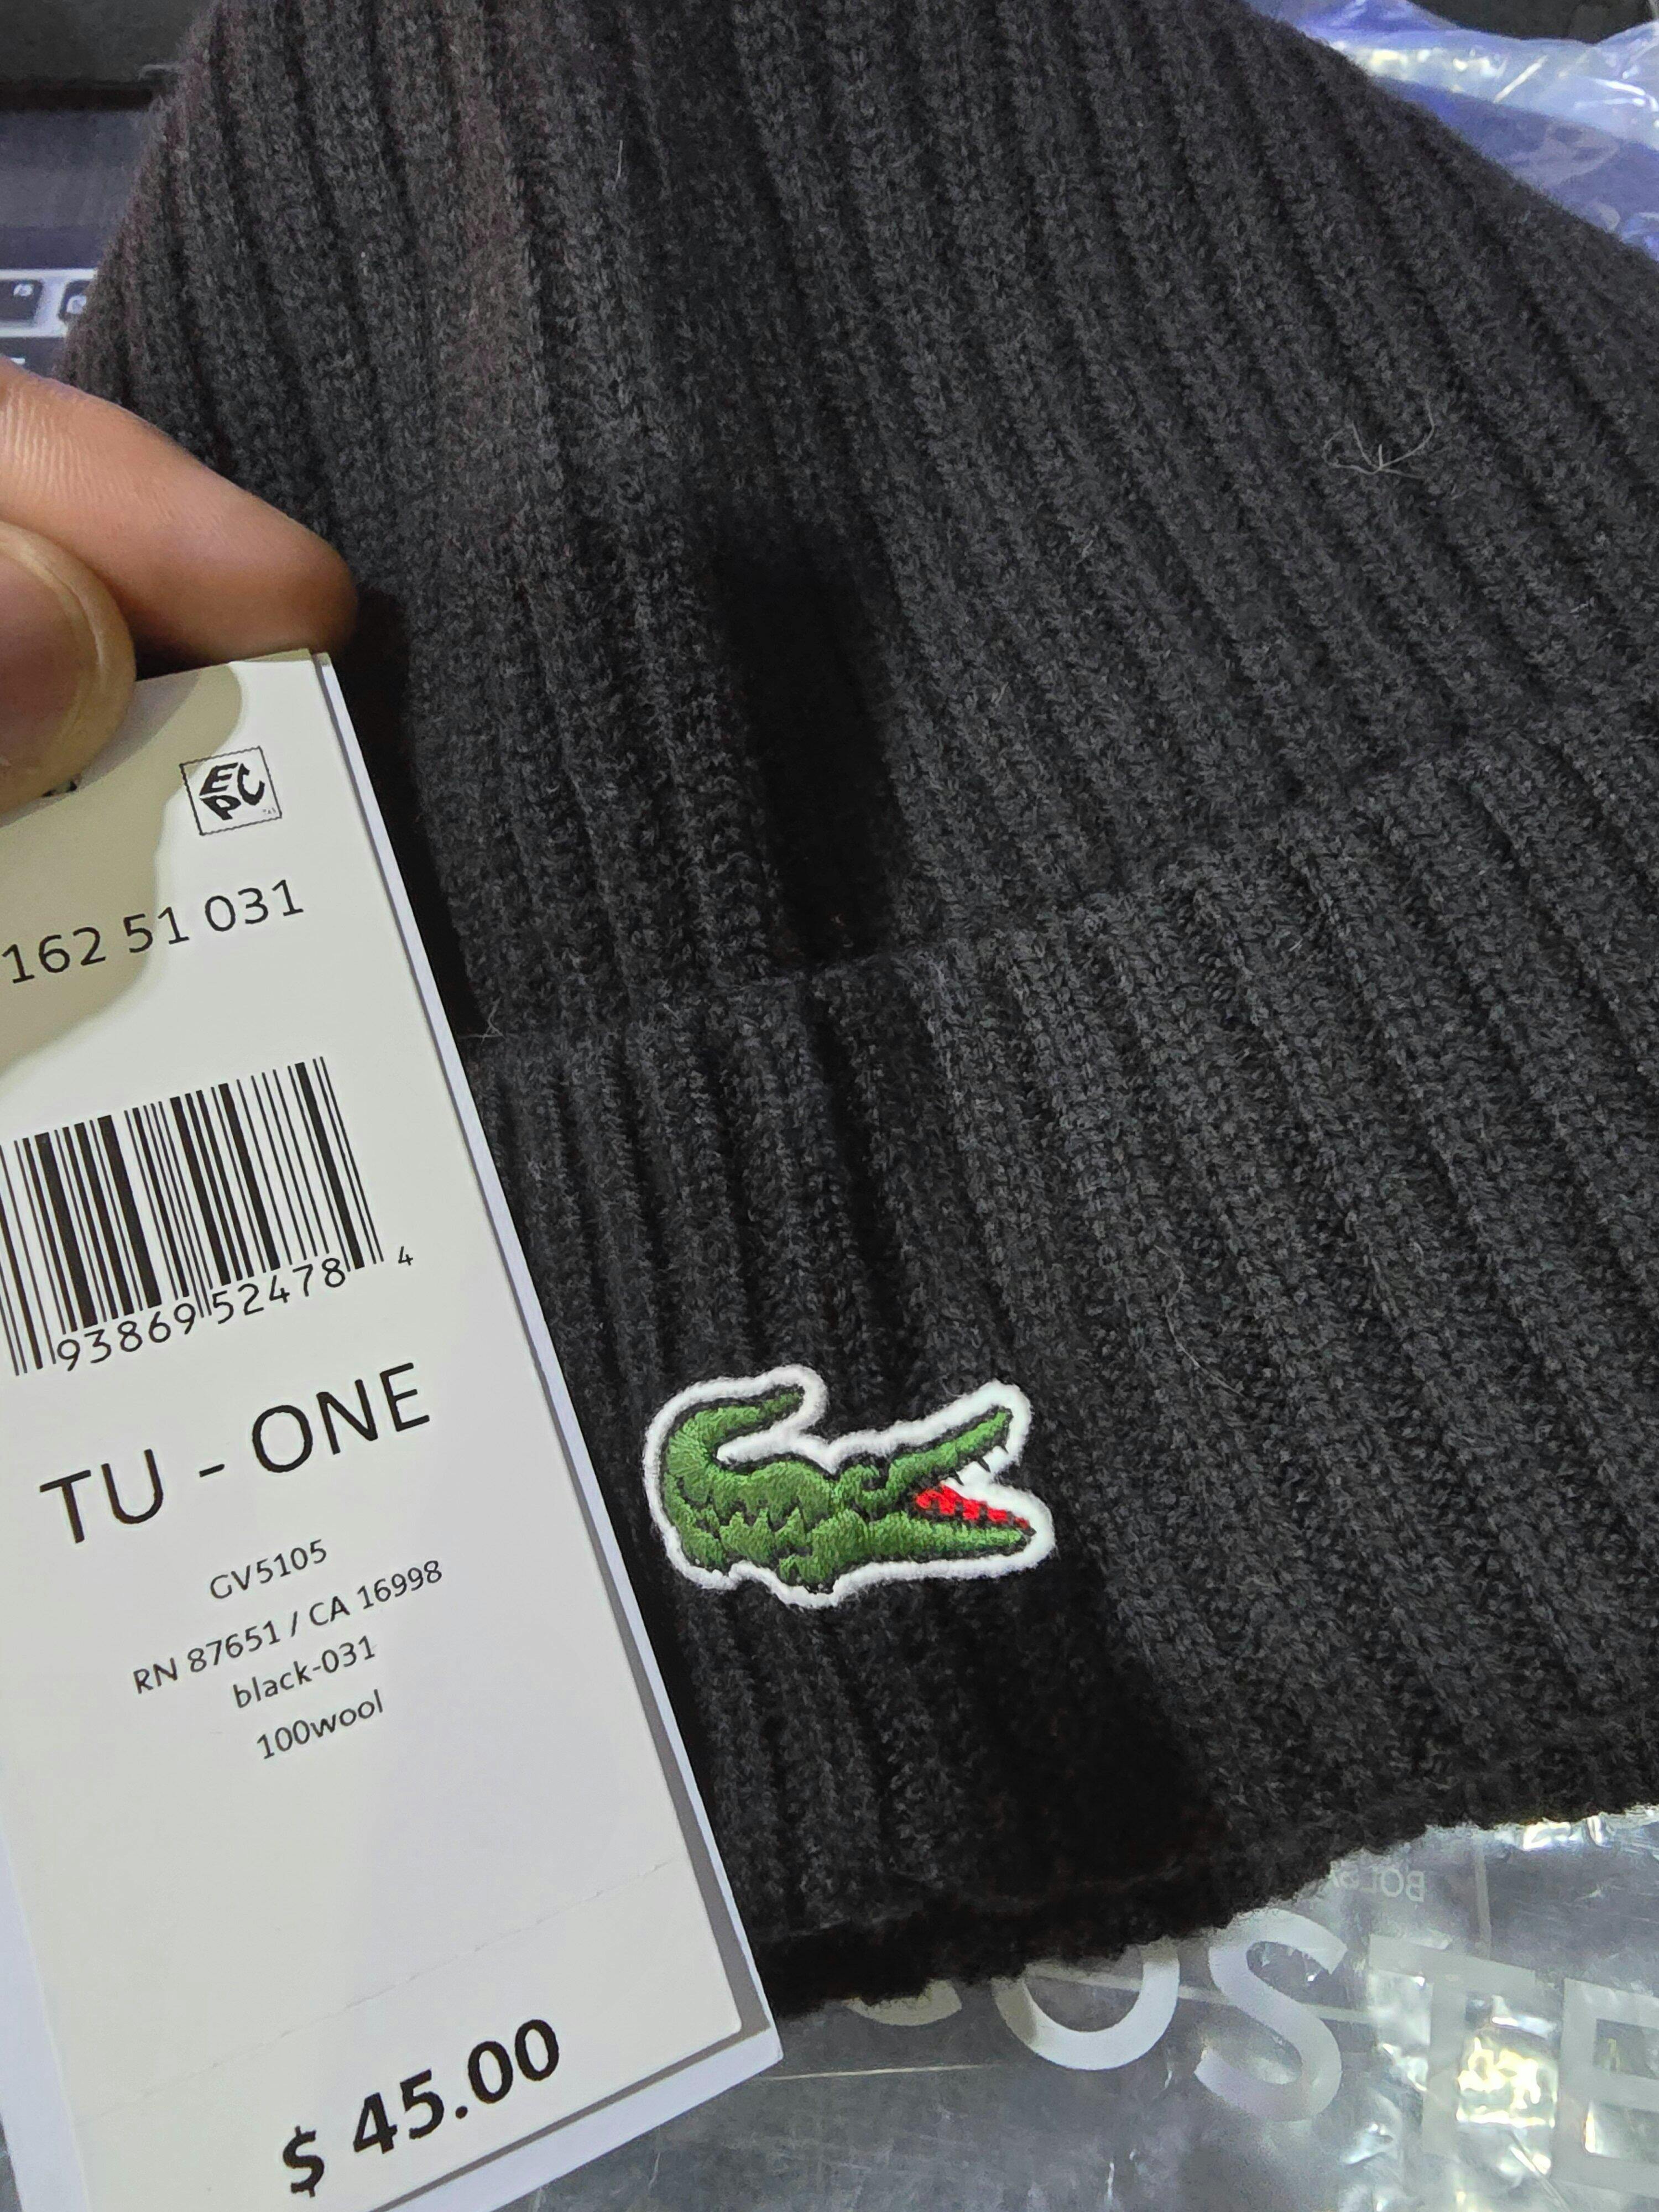 EPC
162 51 031
93869 52478 4
TU - ONE
GV5105
RN 87651 / CA 16998
black-031
100wool
$ 45.00
COSTE